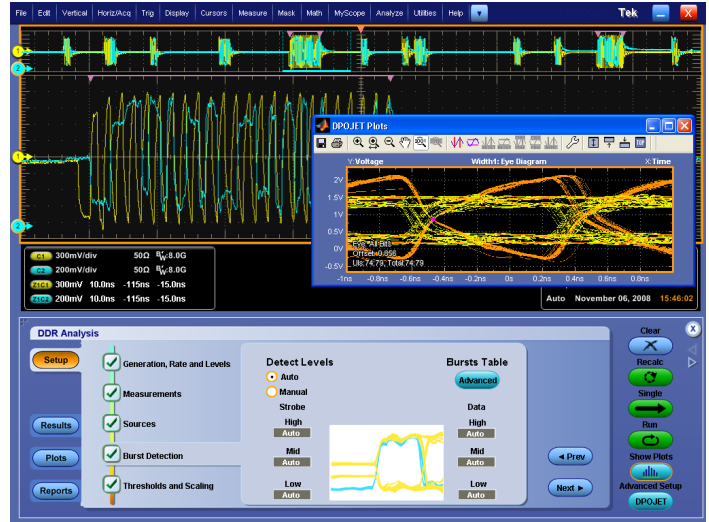 File Edit Vertical Horiz/Acq Trig Display Cursors Measure Mask Math MyScope Analyze Utilities Help Tek X
1
2
DPOJET Plots
Y:Voltage Width1: Eye Diagram X:Time
2V
1.5V
1V
0.5V
0V
-0.5V
Eye: All Bits
Offset: 0.858
UIs:7479, Total:7479
-1ns -0.8ns -0.6ns -0.4ns -0.2ns 0s 0.2ns 0.4ns 0.6ns 0.8ns
1
2
C1 300mV/div 50Ω BW:8.0G
C2 200mV/div 50Ω BW:8.0G
Z1C1 300mV 10.0ns -115ns -15.0ns
Z1C2 200mV 10.0ns -115ns -15.0ns
Auto November 06, 2008 15:46:02
DDR Analysis
Setup
Results
Plots
Reports
Generation, Rate and Levels
Measurements
Sources
Burst Detection
Thresholds and Scaling
Detect Levels
Auto
Manual
Strobe
High
Auto
Mid
Auto
Low
Auto
Bursts Table
Advanced
Data
High
Auto
Mid
Auto
Low
Auto
Prev
Next
Clear
X
Recalc
Single
Run
Show Plots
Advanced Setup
DPOJET